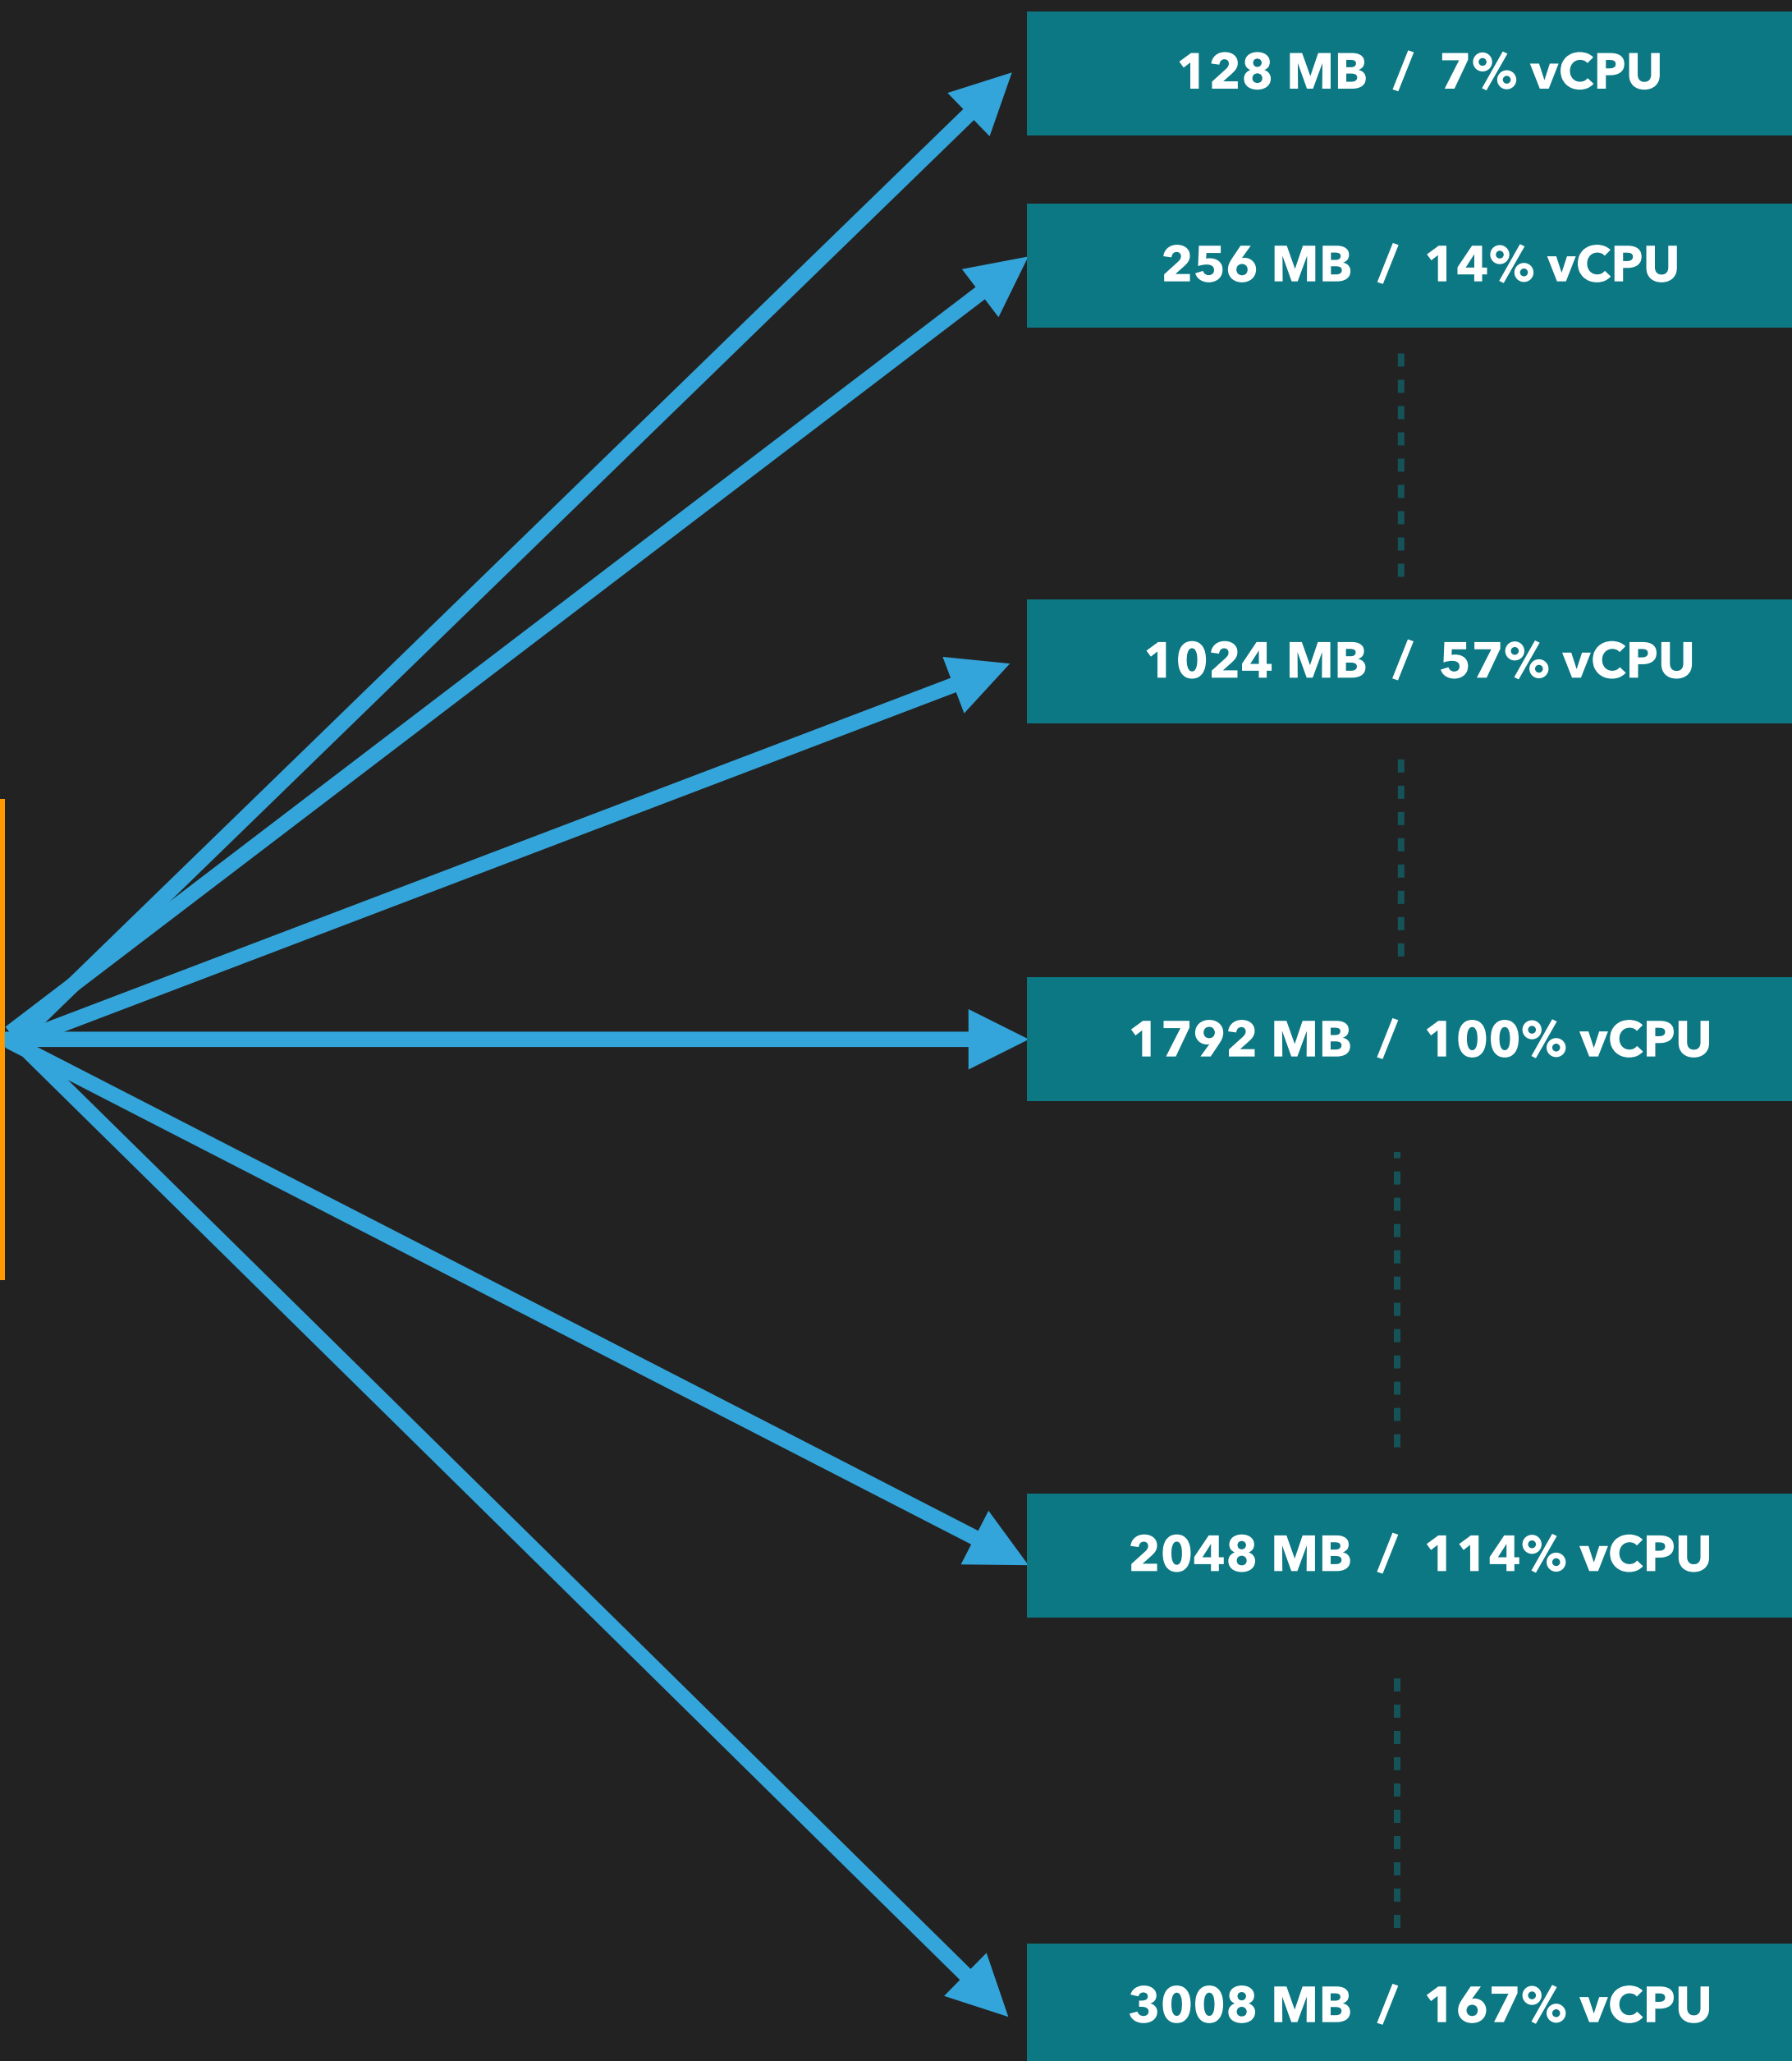 128 MB / 7% vCPU
256 MB / 14% vCPU
1024 MB / 57% vCPU
1792 MB / 100% vCPU
2048 MB / 114% vCPU
3008 MB / 167% vCPU